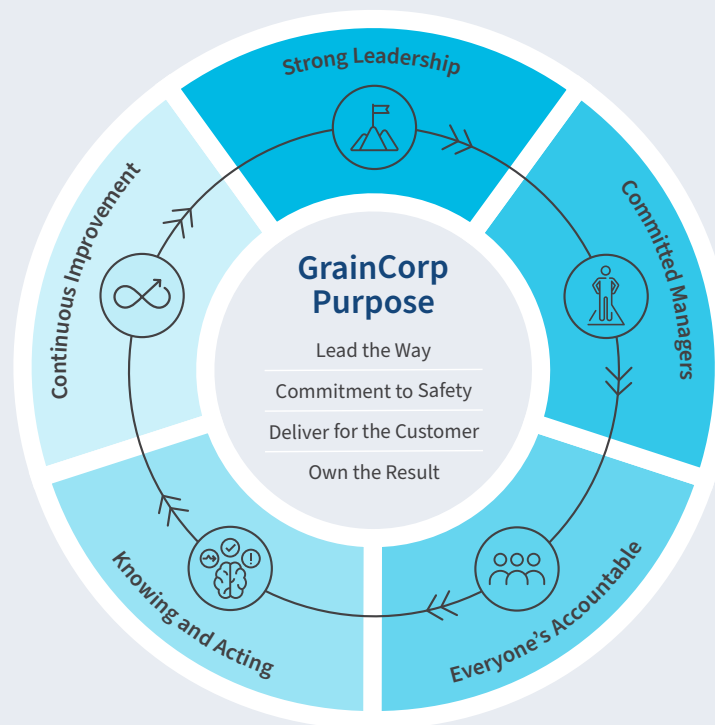 Strong Leadership
Committed Managers
Everyone's Accountable
Knowing and Acting
Continuous Improvement
GrainCorp
Purpose
Lead the Way
Commitment to Safety
Deliver for the Customer
Own the Result